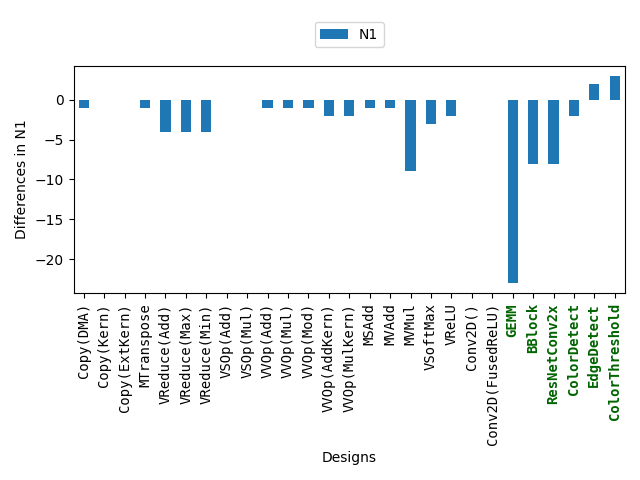 N1
Differences in N1
0
−5
−10
−15
−20
Copy(DMA)
Copy(Kern)
Copy(ExtKern)
MTranspose
VReduce(Add)
VReduce(Max)
VReduce(Min)
VSOp(Add)
VSOp(Mul)
VVOp(Add)
VVOp(Mul)
VVOp(Mod)
VVOp(AddKern)
VVOp(MulKern)
MSAdd
MVAdd
MVMul
VSoftMax
VReLU
Conv2D()
Conv2D(FusedReLU)
GEMM
BBlock
ResNetConv2x
ColorDetect
EdgeDetect
ColorThreshold
Designs